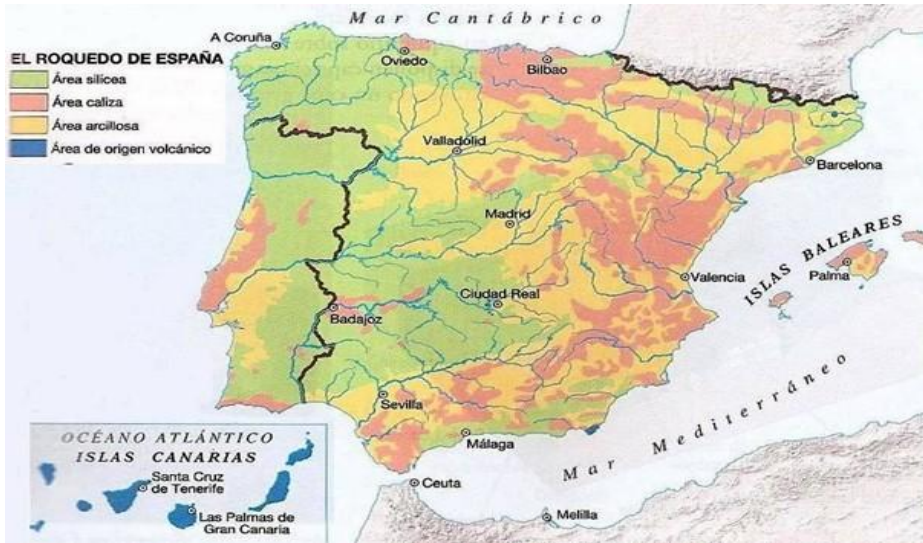 Mar Cantábrico
A Coruña
Oviedo
Bilbao
EL ROQUEDO DE ESPAÑA
Área silícea
Área caliza
Área arcillosa
Área de origen volcánico
Valladolid
Barcelona
Madrid
ISLAS BALEARES
Palma
Valencia
Ciudad Real
Badajoz
Sevilla
Málaga
Mar Mediterráneo
Ceuta
Melilla
OCÉANO ATLÁNTICO
ISLAS CANARIAS
Santa Cruz
de Tenerife
Las Palmas de
Gran Canaria